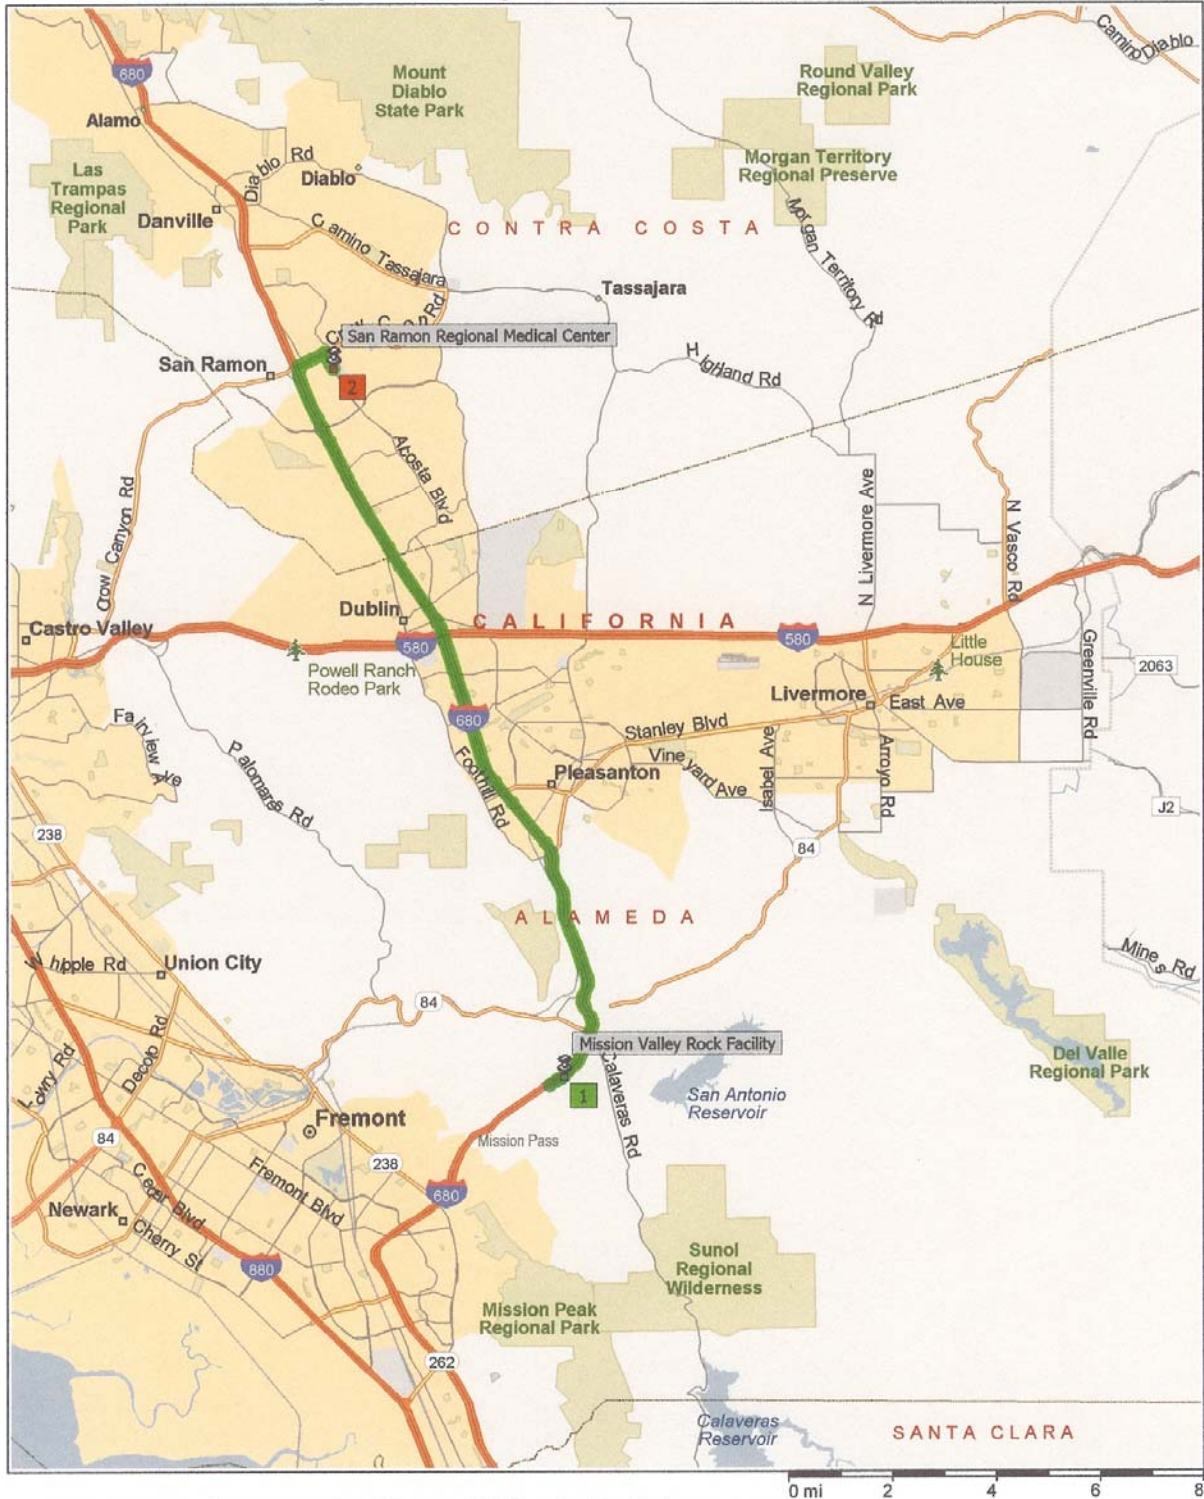 680
Alamo
Mount
Diablo
State Park
Round Valley
Regional Park
Camino Diablo
Las
Trampas
Regional
Park
Diablo Rd
Diablo
Morgan Territory
Regional Preserve
Danville
Camino Tassajara
CONTRA COSTA
Morgan Territory Rd
Tassajara
San Ramon Regional Medical Center
San Ramon
2
Highland Rd
Crow Canyon Rd
Alcosta Blvd
N Livermore Ave
N Vasco Rd
Dublin
CALIFORNIA
Castro Valley
580
580
Powell Ranch
Rodeo Park
Little
House
Greenville Rd
2063
Livermore
East Ave
680
Stanley Blvd
Fairview Ave
Palomares Rd
Foothill Rd
Pleasanton
Vineyard Ave
Isabel Ave
Arroyo Rd
J2
238
84
ALAMEDA
Whipple Rd
Union City
Mines Rd
84
Mission Valley Rock Facility
Lowry Rd
Decoto Rd
1
Calaveras Rd
San Antonio
Reservoir
Del Valle
Regional Park
Fremont
Mission Pass
84
238
Fremont Blvd
680
Newark
Cedar Blvd
Cherry St
880
Sunol
Regional
Wilderness
Mission Peak
Regional Park
262
Calaveras
Reservoir
SANTA CLARA
0 mi 2 4 6 8